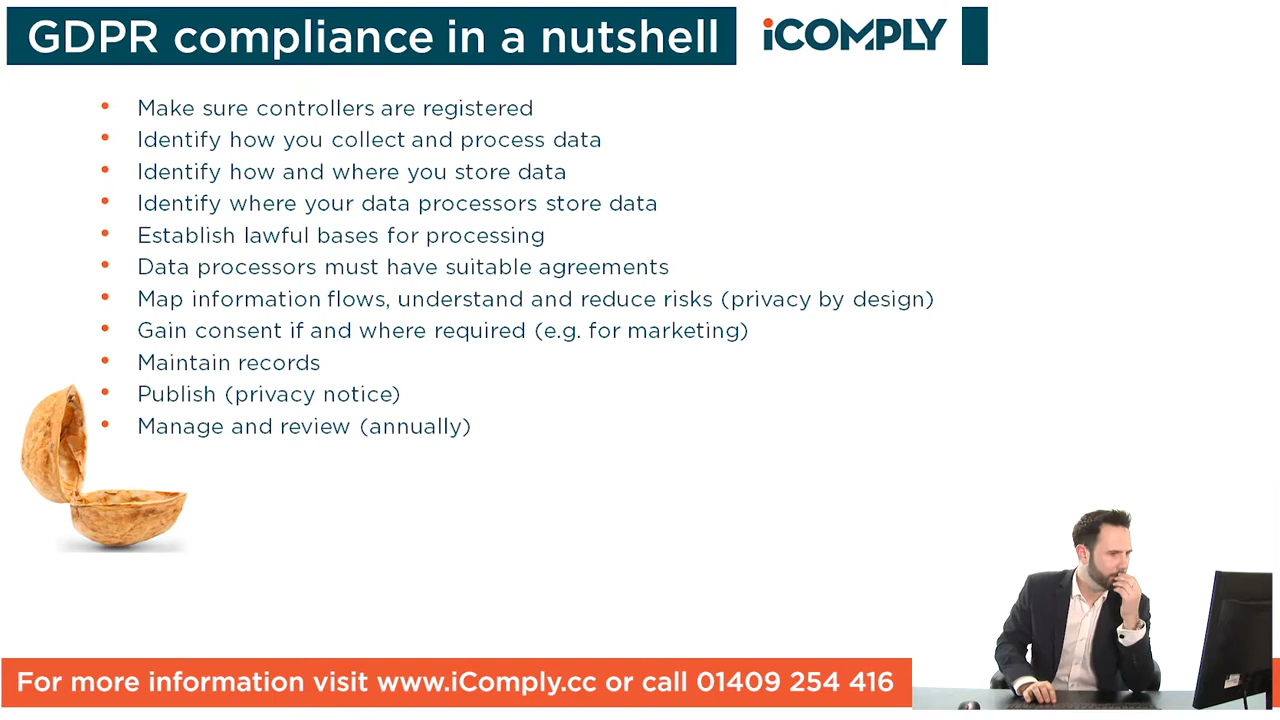 GDPR compliance in a nutshell
iCOMPLY
• Make sure controllers are registered
• Identify how you collect and process data
• Identify how and where you store data
• Identify where your data processors store data
• Establish lawful bases for processing
• Data processors must have suitable agreements
• Map information flows, understand and reduce risks (privacy by design)
• Gain consent if and where required (e.g. for marketing)
• Maintain records
• Publish (privacy notice)
• Manage and review (annually)
For more information visit www.iComply.cc or call 01409 254 416